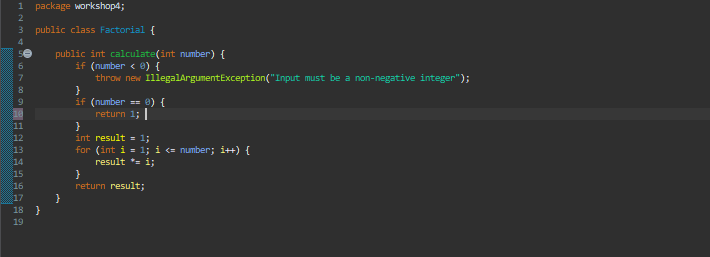 1 package workshop4;
2
3 public class Factorial {
4
5     public int calculate(int number) {
6         if (number < 0) {
7             throw new IllegalArgumentException("Input must be a non-negative integer");
8         }
9         if (number == 0) {
10             return 1;
11         }
12         int result = 1;
13         for (int i = 1; i <= number; i++) {
14             result *= i;
15         }
16         return result;
17     }
18 }
19